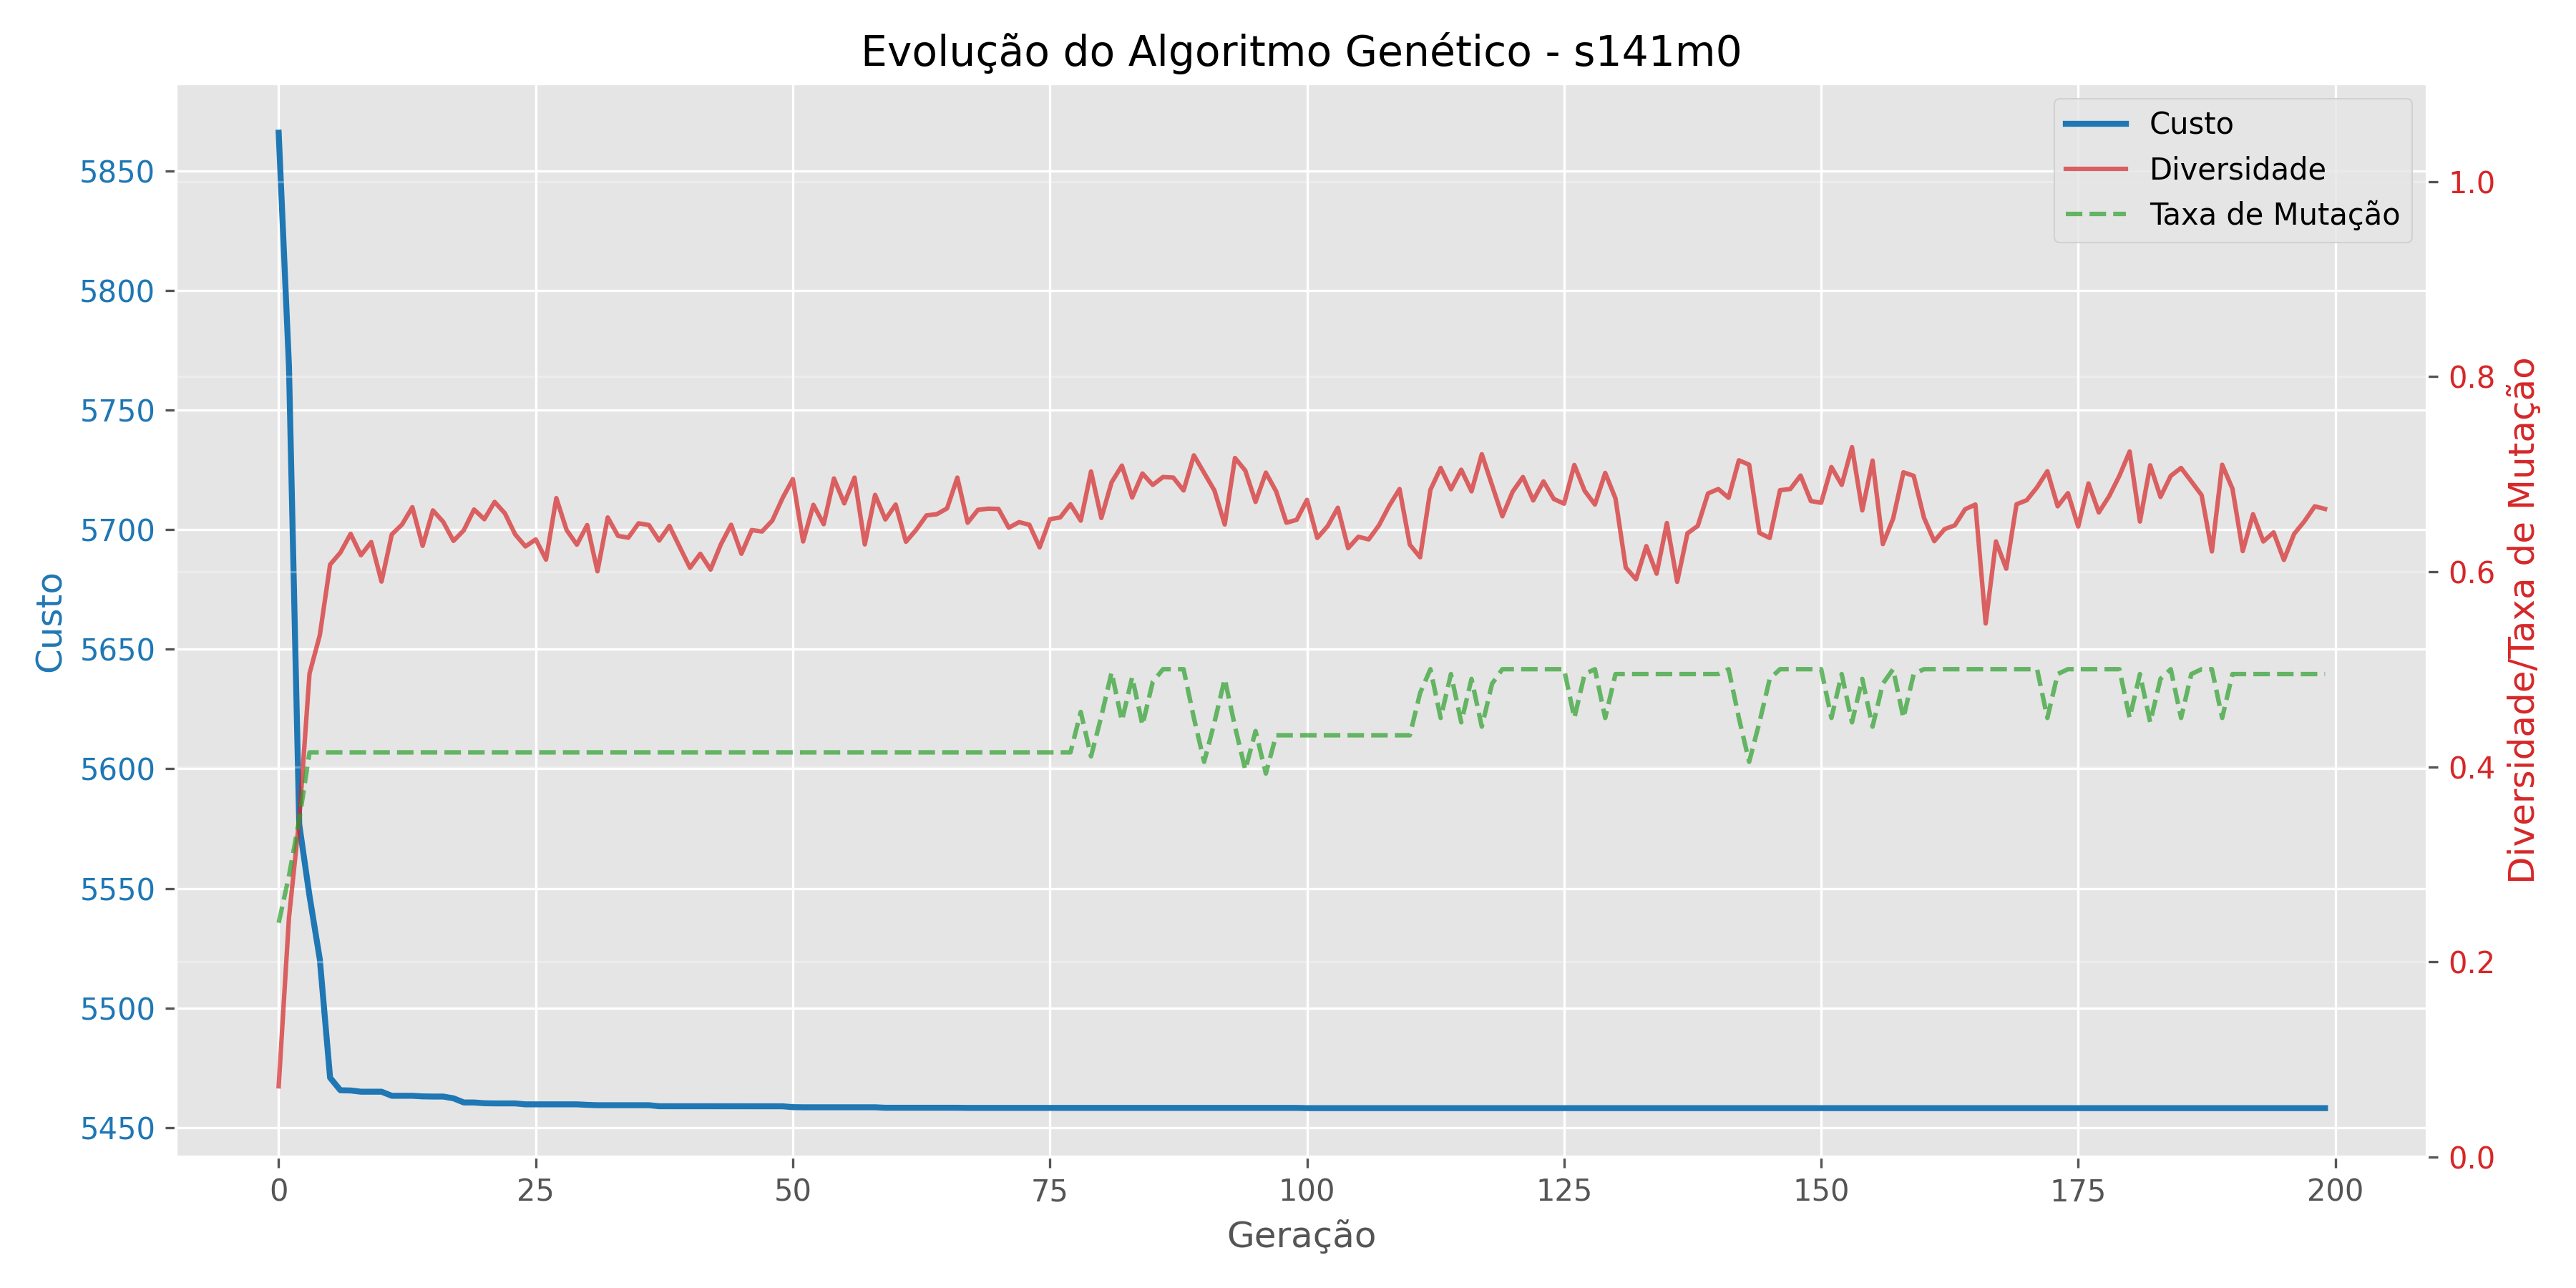 Evolução do Algoritmo Genético - s141m0
Custo
Diversidade
Taxa de Mutação
5850
5800
5750
5700
5650
5600
5550
5500
5450
Custo
1.0
0.8
0.6
0.4
0.2
0.0
Diversidade/Taxa de Mutação
0 25 50 75 100 125 150 175 200
Geração